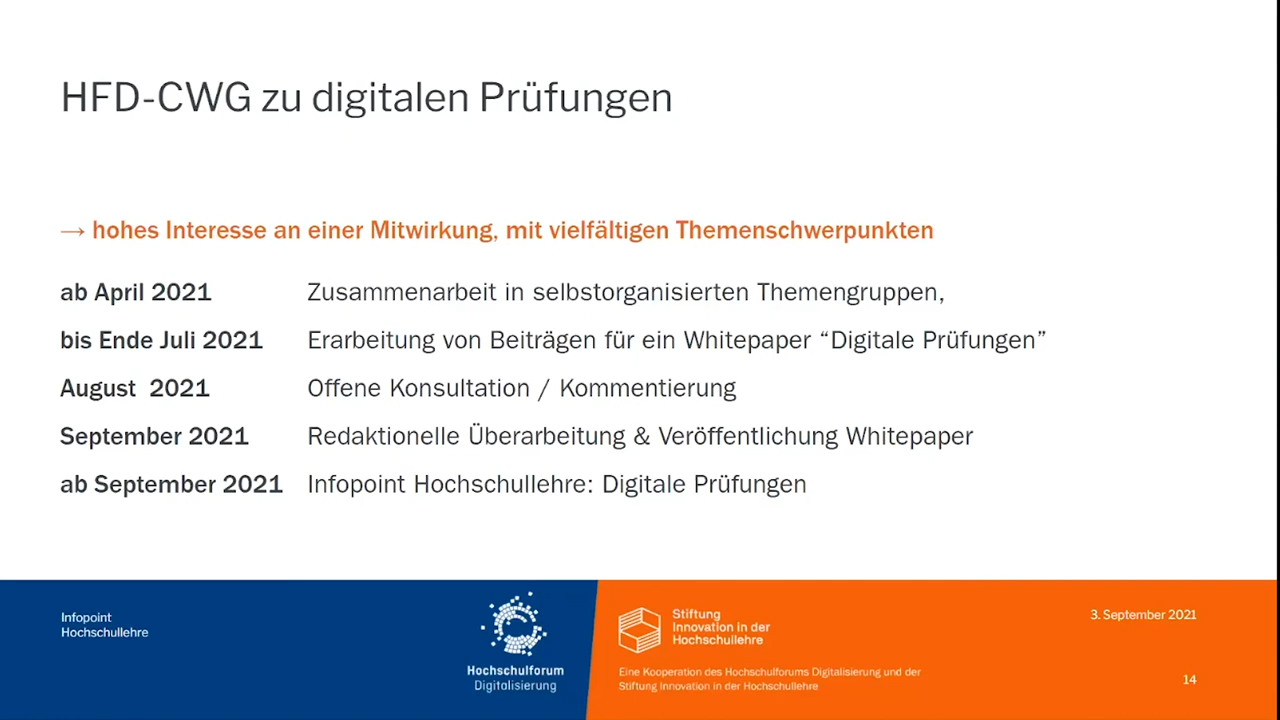 HFD-CWG zu digitalen Prüfungen
→ hohes Interesse an einer Mitwirkung, mit vielfältigen Themenschwerpunkten
ab April 2021 Zusammenarbeit in selbstorganisierten Themengruppen,
bis Ende Juli 2021 Erarbeitung von Beiträgen für ein Whitepaper “Digitale Prüfungen”
August 2021 Offene Konsultation / Kommentierung
September 2021 Redaktionelle Überarbeitung & Veröffentlichung Whitepaper
ab September 2021 Infopoint Hochschullehre: Digitale Prüfungen
Infopoint
Hochschullehre
Hochschulforum
Digitalisierung
Stiftung
Innovation in der
Hochschullehre
Eine Kooperation des Hochschulforums Digitalisierung und der
Stiftung Innovation in der Hochschullehre
3. September 2021
14